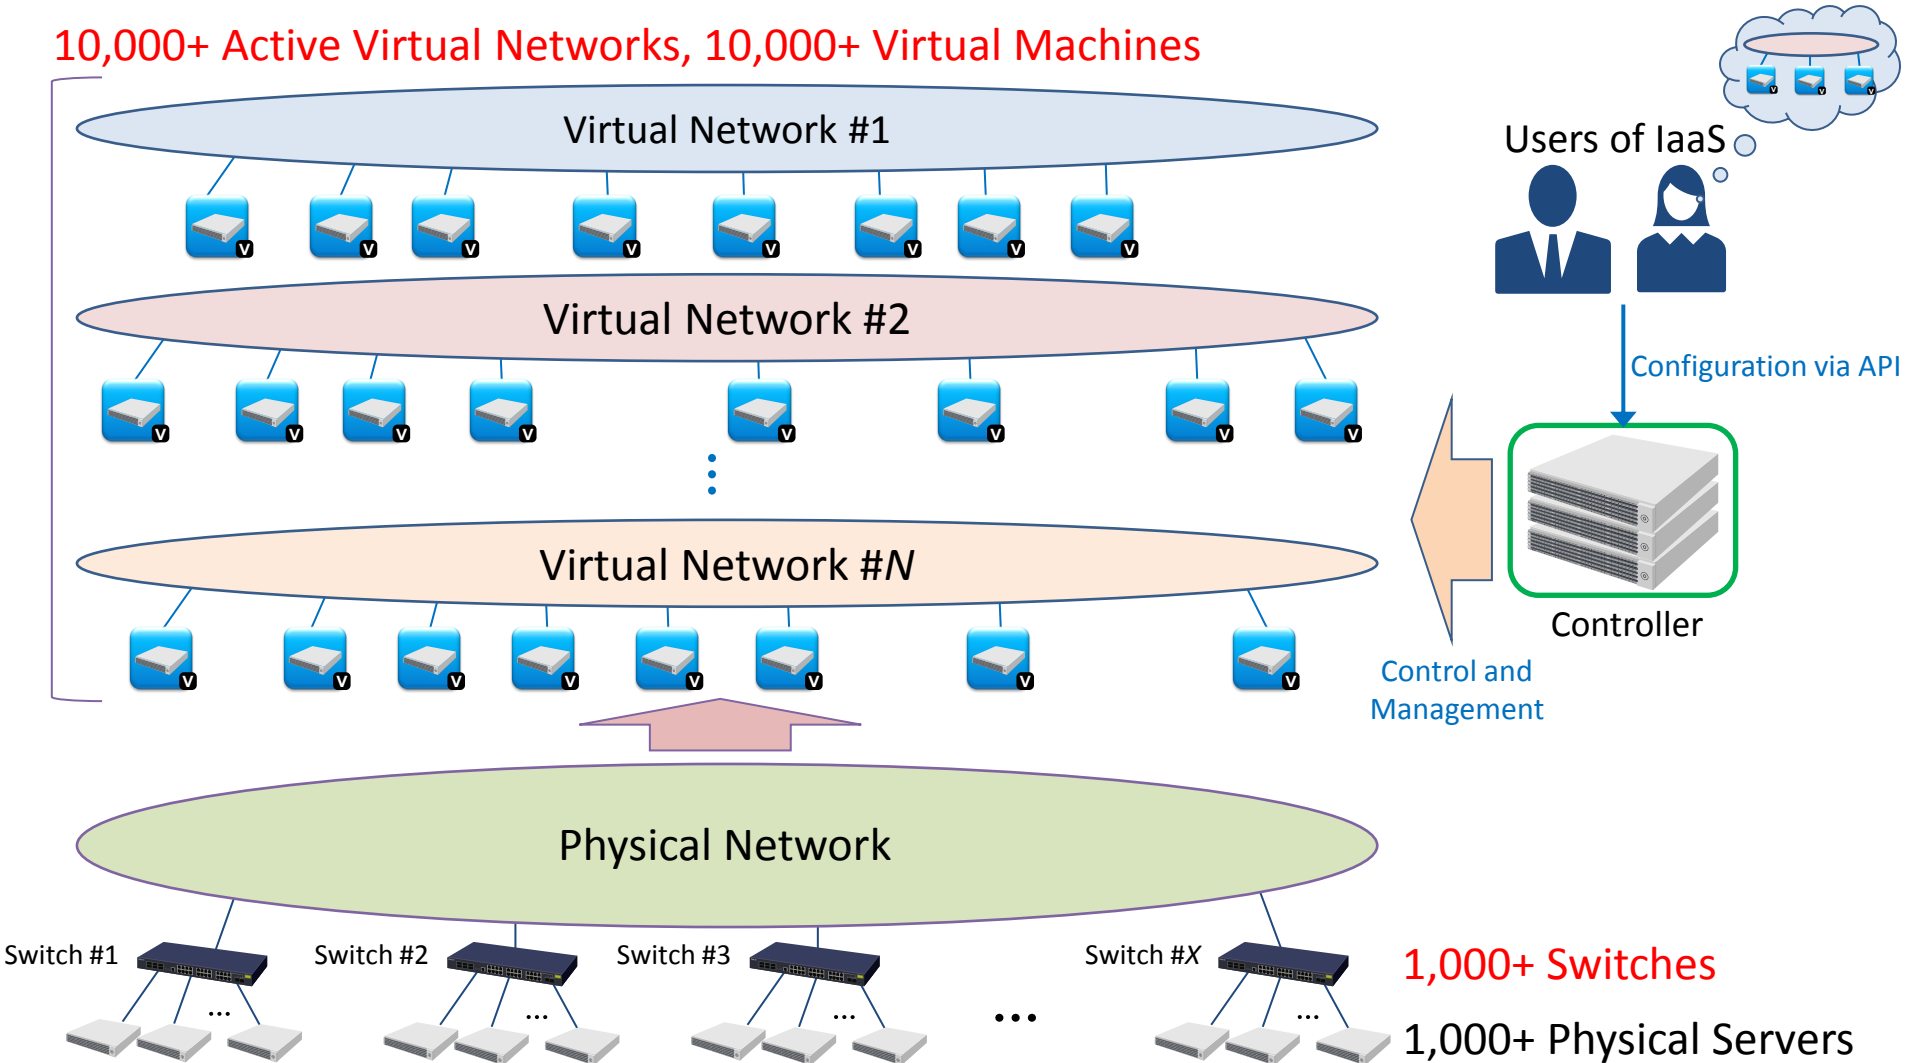 10,000+ Active Virtual Networks, 10,000+ Virtual Machines
Virtual Network #1
V V V V V V V V
Virtual Network #2
V V V V V V V V
Virtual Network #N
V V V V V V V V
V V V
Users of IaaS
Configuration via API
Controller
Control and
Management
Physical Network
Switch #1
Switch #2
Switch #3
...
Switch #X
... ... ... ...
1,000+ Switches
1,000+ Physical Servers